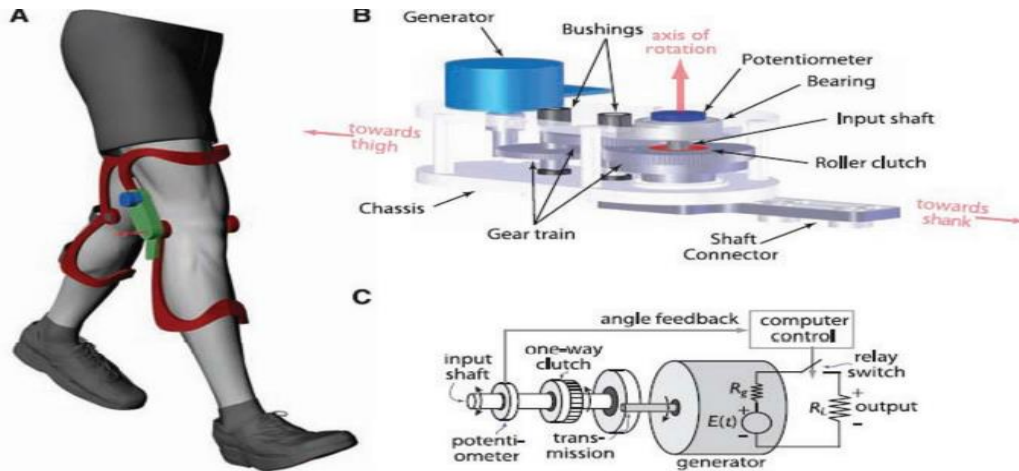 A
B
Generator
Bushings
axis of
rotation
Potentiometer
Bearing
Input shaft
Roller clutch
towards
thigh
Chassis
Gear train
Shaft
Connector
towards
shank
C
angle feedback
computer
control
relay
switch
input
shaft
one-way
clutch
potenti-
ometer
trans-
mission
generator
Rg
E(t)
+
−
RL
+
output
−